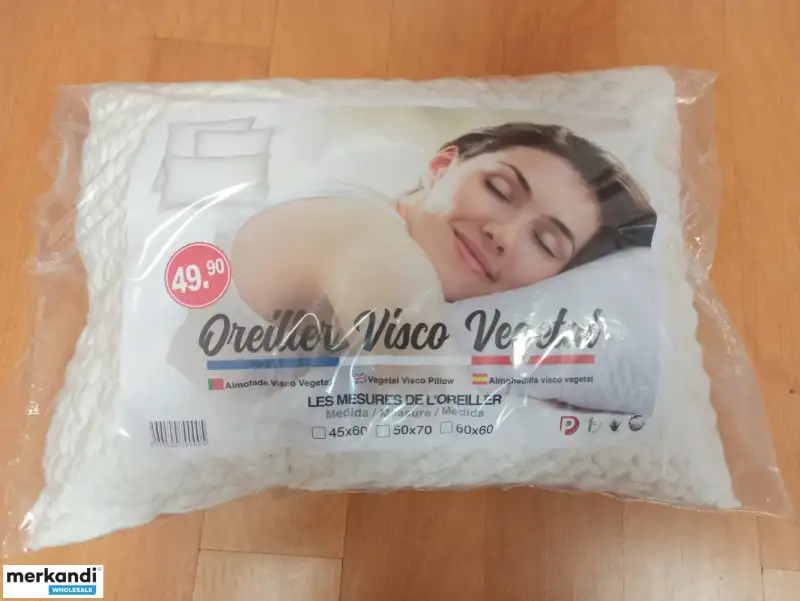 49.90
Oreiller Visco Vegetal
Almofada Visco Vegetal
Vegetal Visco Pillow
Almohadilla visco vegetal
LES MESURES DE L'OREILLER
Medida / Measure / Medida
45x60 50x70 60x60
merkandi
WHOLESALE